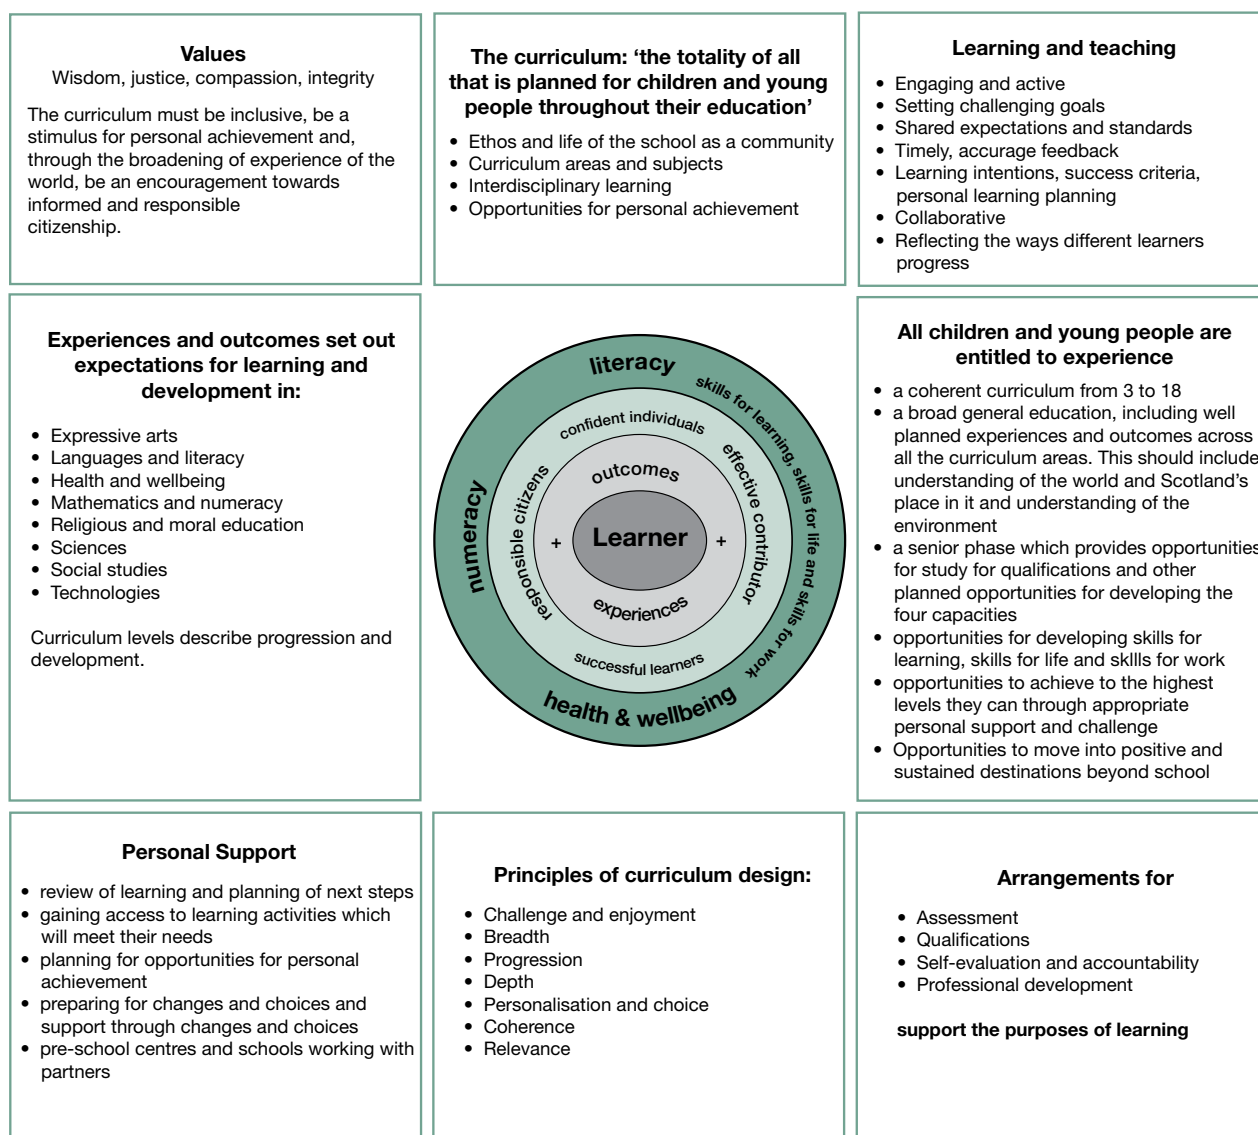 Values
Wisdom, justice, compassion, integrity
The curriculum must be inclusive, be a
stimulus for personal achievement and,
through the broadening of experience of the
world, be an encouragement towards
informed and responsible
citizenship.
The curriculum: ‘the totality of all
that is planned for children and young
people throughout their education’
• Ethos and life of the school as a community
• Curriculum areas and subjects
• Interdisciplinary learning
• Opportunities for personal achievement
Learning and teaching
• Engaging and active
• Setting challenging goals
• Shared expectations and standards
• Timely, accurage feedback
• Learning intentions, success criteria,
personal learning planning
• Collaborative
• Reflecting the ways different learners
progress
Experiences and outcomes set out
expectations for learning and
development in:
• Expressive arts
• Languages and literacy
• Health and wellbeing
• Mathematics and numeracy
• Religious and moral education
• Sciences
• Social studies
• Technologies
Curriculum levels describe progression and
development.
literacy
skills for learning, skills for life and skills for work
health & wellbeing
numeracy
confident individuals
effective contributor
successful learners
responsible citizens
outcomes
+ Learner +
experiences
All children and young people are
entitled to experience
• a coherent curriculum from 3 to 18
• a broad general education, including well
planned experiences and outcomes across
all the curriculum areas. This should include
understanding of the world and Scotland’s
place in it and understanding of the
environment
• a senior phase which provides opportunities
for study for qualifications and other
planned opportunities for developing the
four capacities
• opportunities for developing skills for
learning, skills for life and skllls for work
• opportunities to achieve to the highest
levels they can through appropriate
personal support and challenge
• Opportunities to move into positive and
sustained destinations beyond school
Personal Support
• review of learning and planning of next steps
• gaining access to learning activities which
will meet their needs
• planning for opportunities for personal
achievement
• preparing for changes and choices and
support through changes and choices
• pre-school centres and schools working with
partners
Principles of curriculum design:
• Challenge and enjoyment
• Breadth
• Progression
• Depth
• Personalisation and choice
• Coherence
• Relevance
Arrangements for
• Assessment
• Qualifications
• Self-evaluation and accountability
• Professional development
support the purposes of learning